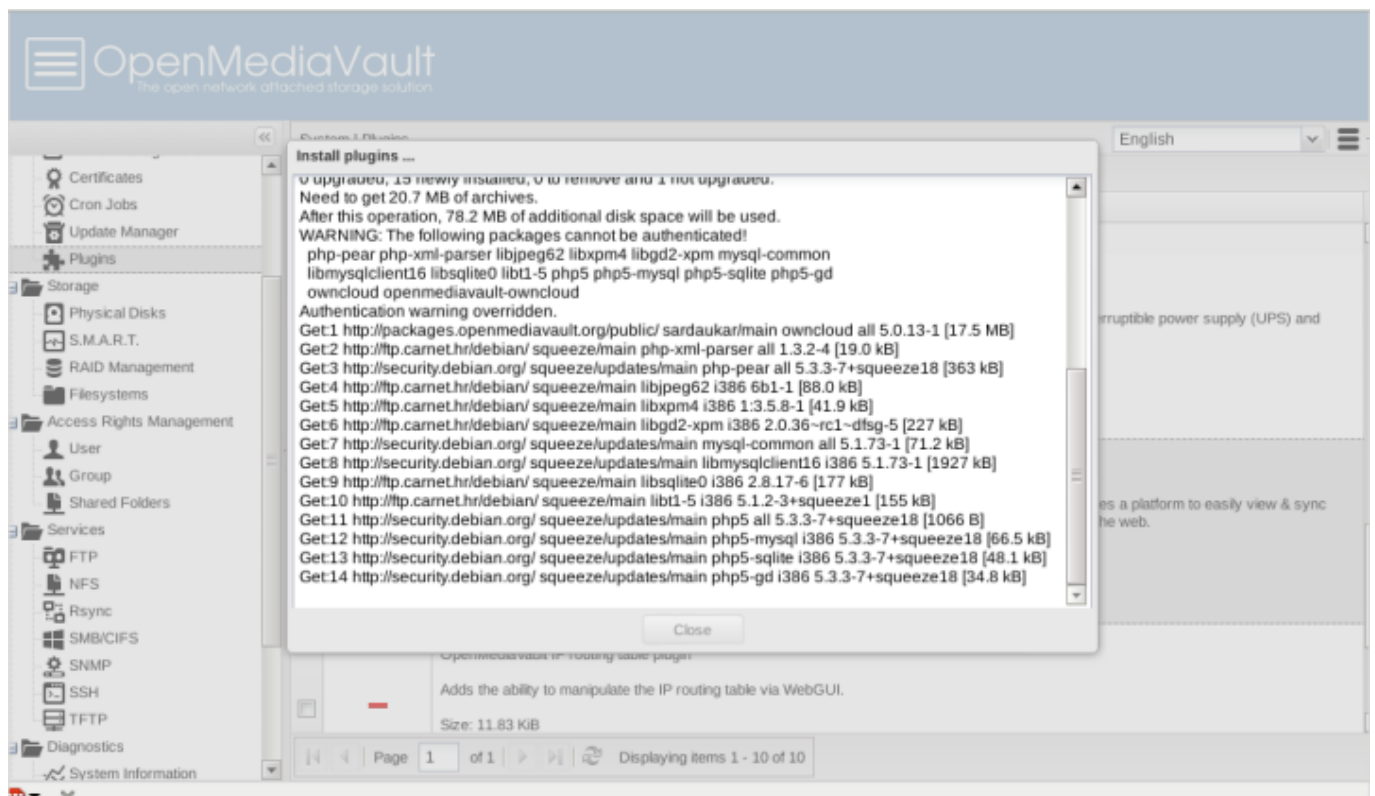 OpenMediaVault
The open network attached storage solution
System | Plugins
English
Certificates
Cron Jobs
Update Manager
Plugins
Storage
Physical Disks
S.M.A.R.T.
RAID Management
Filesystems
Access Rights Management
User
Group
Shared Folders
Services
FTP
NFS
Rsync
SMB/CIFS
SNMP
SSH
TFTP
Diagnostics
System Information
Install plugins ...
0 upgraded, 15 newly installed, 0 to remove and 1 not upgraded.
Need to get 20.7 MB of archives.
After this operation, 78.2 MB of additional disk space will be used.
WARNING: The following packages cannot be authenticated!
php-pear php-xml-parser libjpeg62 libxpm4 libgd2-xpm mysql-common
libmysqlclient16 libsqlite0 libt1-5 php5 php5-mysql php5-sqlite php5-gd
owncloud openmediavault-owncloud
Authentication warning overridden.
Get:1 http://packages.openmediavault.org/public/ sardaukar/main owncloud all 5.0.13-1 [17.5 MB]
Get:2 http://ftp.carnet.hr/debian/ squeeze/main php-xml-parser all 1.3.2-4 [19.0 kB]
Get:3 http://security.debian.org/ squeeze/updates/main php-pear all 5.3.3-7+squeeze18 [363 kB]
Get:4 http://ftp.carnet.hr/debian/ squeeze/main libjpeg62 i386 6b1-1 [88.0 kB]
Get:5 http://ftp.carnet.hr/debian/ squeeze/main libxpm4 i386 1:3.5.8-1 [41.9 kB]
Get:6 http://ftp.carnet.hr/debian/ squeeze/main libgd2-xpm i386 2.0.36~rc1~dfsg-5 [227 kB]
Get:7 http://security.debian.org/ squeeze/updates/main mysql-common all 5.1.73-1 [71.2 kB]
Get:8 http://security.debian.org/ squeeze/updates/main libmysqlclient16 i386 5.1.73-1 [1927 kB]
Get:9 http://ftp.carnet.hr/debian/ squeeze/main libsqlite0 i386 2.8.17-6 [177 kB]
Get:10 http://ftp.carnet.hr/debian/ squeeze/main libt1-5 i386 5.1.2-3+squeeze1 [155 kB]
Get:11 http://security.debian.org/ squeeze/updates/main php5 all 5.3.3-7+squeeze18 [1066 B]
Get:12 http://security.debian.org/ squeeze/updates/main php5-mysql i386 5.3.3-7+squeeze18 [66.5 kB]
Get:13 http://security.debian.org/ squeeze/updates/main php5-sqlite i386 5.3.3-7+squeeze18 [48.1 kB]
Get:14 http://security.debian.org/ squeeze/updates/main php5-gd i386 5.3.3-7+squeeze18 [34.8 kB]
Close
power supply (UPS) and
a platform to easily view & sync
web.
OpenMediaVault IP routing table plugin
Adds the ability to manipulate the IP routing table via WebGUI.
Size: 11.83 KiB
Page 1 of 1
Displaying items 1 - 10 of 10